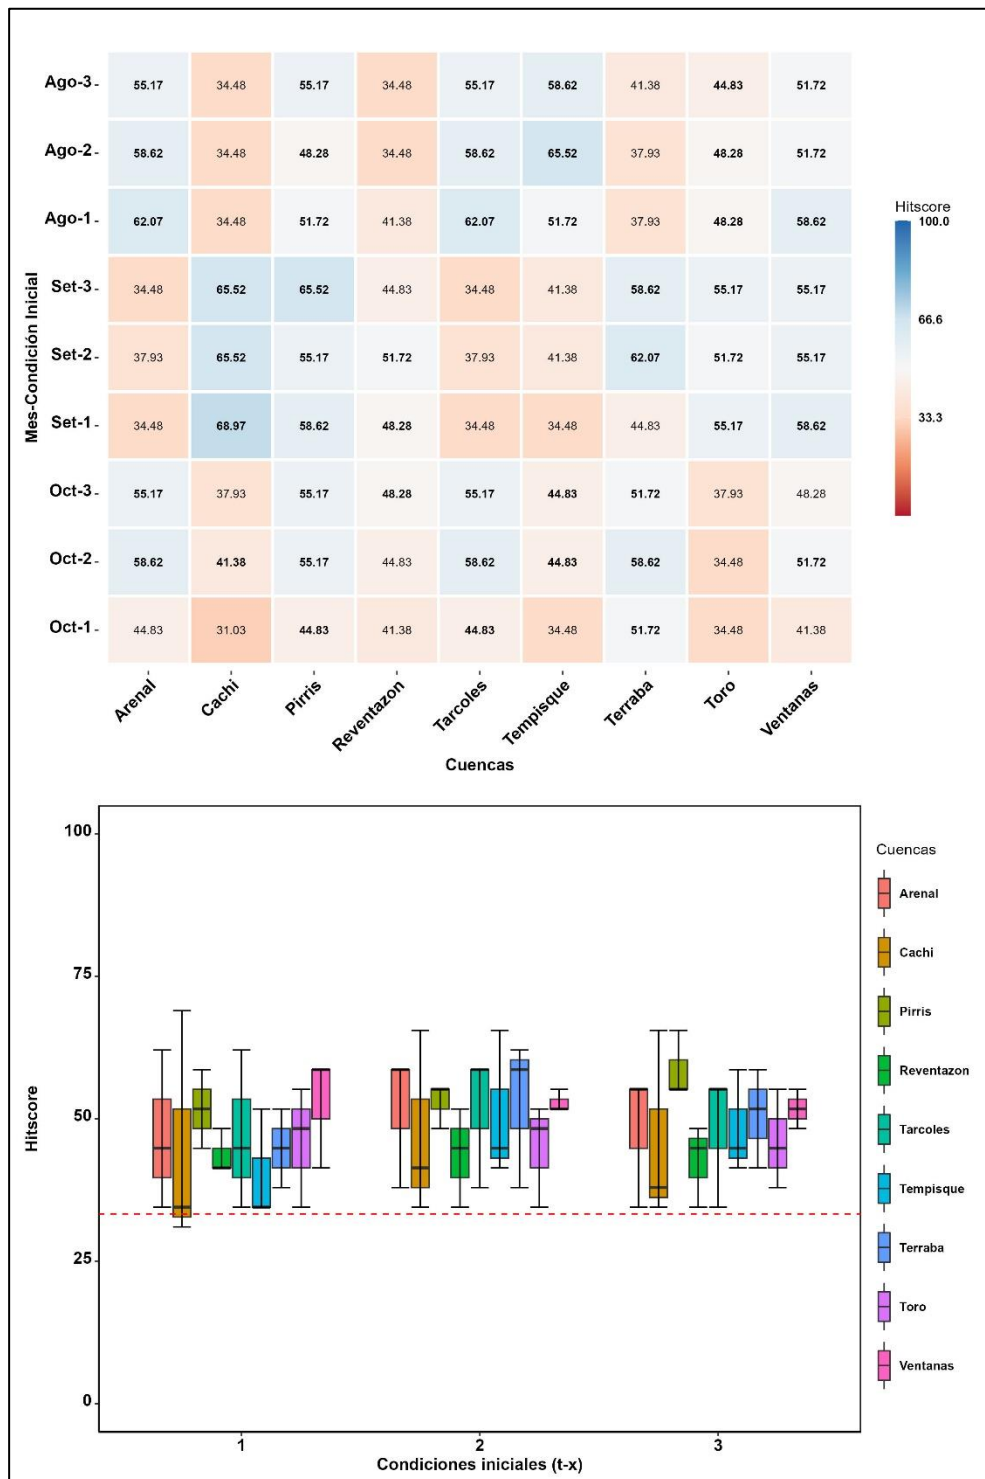 Ago-3 55.17 34.48 55.17 34.48 55.17 58.62 41.38 44.83 51.72
Ago-2 58.62 34.48 48.28 34.48 58.62 65.52 37.93 48.28 51.72
Ago-1 62.07 34.48 51.72 41.38 62.07 51.72 37.93 48.28 58.62
Set-3 34.48 65.52 65.52 44.83 34.48 41.38 58.62 55.17 55.17
Set-2 37.93 65.52 55.17 51.72 37.93 41.38 62.07 51.72 55.17
Set-1 34.48 68.97 58.62 48.28 34.48 34.48 44.83 55.17 58.62
Oct-3 55.17 37.93 55.17 48.28 55.17 44.83 51.72 37.93 48.28
Oct-2 58.62 41.38 55.17 44.83 58.62 44.83 58.62 34.48 51.72
Oct-1 44.83 31.03 44.83 41.38 44.83 34.48 51.72 34.48 41.38
Mes-Condición Inicial
Arenal Cachi Pirris Reventazon Tarcoles Tempisque Terraba Toro Ventanas
Cuencas
Hitscore
100.0
66.6
33.3
100
75
50
25
0
Hitscore
1 2 3
Condiciones iniciales (t-x)
Cuencas
Arenal
Cachi
Pirris
Reventazon
Tarcoles
Tempisque
Terraba
Toro
Ventanas